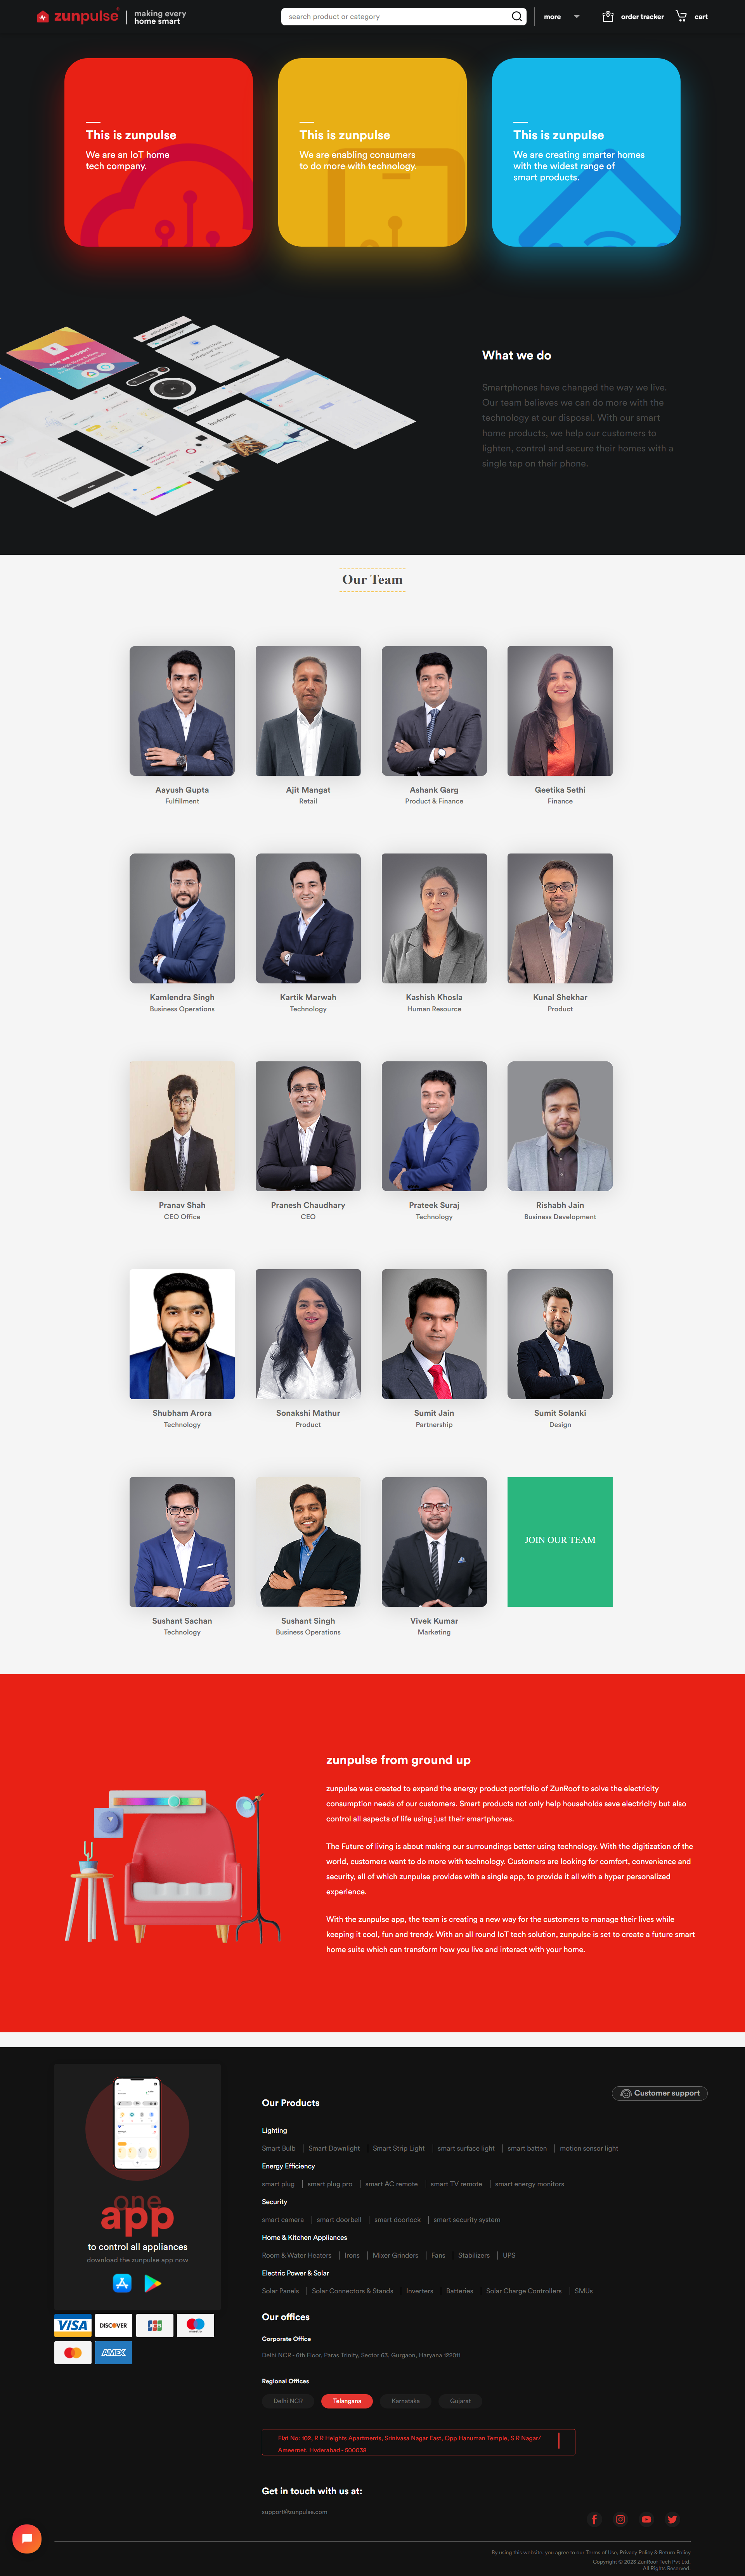 zunpulse
making every
home smart
search product or category
more
order tracker
cart
This is zunpulse
We are an IoT home
tech company.
This is zunpulse
We are enabling consumers
to do more with technology.
This is zunpulse
We are creating smarter homes
with the widest range of
smart products.
bedroom
What we do
Smartphones have changed the way we live.
Our team believes we can do more with the
technology at our disposal. With our smart
home products, we help our customers to
lighten, control and secure their homes with a
single tap on their phone.
Our Team
Aayush Gupta
Fulfillment
Ajit Mangat
Retail
Ashank Garg
Product & Finance
Geetika Sethi
Finance
Kamlendra Singh
Business Operations
Kartik Marwah
Technology
Kashish Khosla
Human Resource
Kunal Shekhar
Product
Pranav Shah
CEO Office
Pranesh Chaudhary
CEO
Prateek Suraj
Technology
Rishabh Jain
Business Development
Shubham Arora
Technology
Sonakshi Mathur
Product
Sumit Jain
Partnership
Sumit Solanki
Design
Sushant Sachan
Technology
Sushant Singh
Business Operations
Vivek Kumar
Marketing
JOIN OUR TEAM
zunpulse from ground up
zunpulse was created to expand the energy product portfolio of ZunRoof to solve the electricity
consumption needs of our customers. Smart products not only help households save electricity but also
control all aspects of life using just their smartphones.
The Future of living is about making our surroundings better using technology. With the digitization of the
world, customers want to do more with technology. Customers are looking for comfort, convenience and
security, all of which zunpulse provides with a single app, to provide it all with a hyper personalized
experience.
With the zunpulse app, the team is creating a new way for the customers to manage their lives while
keeping it cool, fun and trendy. With an all round IoT tech solution, zunpulse is set to create a future smart
home suite which can transform how you live and interact with your home.
one
app
to control all appliances
download the zunpulse app now
VISA
DISCOVER
JCB
maestro
AMEX
Customer support
Our Products
Lighting
Smart Bulb | Smart Downlight | Smart Strip Light | smart surface light | smart batten | motion sensor light
Energy Efficiency
smart plug | smart plug pro | smart AC remote | smart TV remote | smart energy monitors
Security
smart camera | smart doorbell | smart doorlock | smart security system
Home & Kitchen Appliances
Room & Water Heaters | Irons | Mixer Grinders | Fans | Stabilizers | UPS
Electric Power & Solar
Solar Panels | Solar Connectors & Stands | Inverters | Batteries | Solar Charge Controllers | SMUs
Our offices
Corporate Office
Delhi NCR - 6th Floor, Paras Trinity, Sector 63, Gurgaon, Haryana 122011
Regional Offices
Delhi NCR
Telangana
Karnataka
Gujarat
Flat No: 102, R R Heights Apartments, Srinivasa Nagar East, Opp Hanuman Temple, S R Nagar/
Ameerpet, Hyderabad - 500038
Get in touch with us at:
support@zunpulse.com
By using this website, you agree to our Terms of Use, Privacy Policy & Return Policy
Copyright © 2023 ZunRoof Tech Pvt Ltd.
All Rights Reserved.